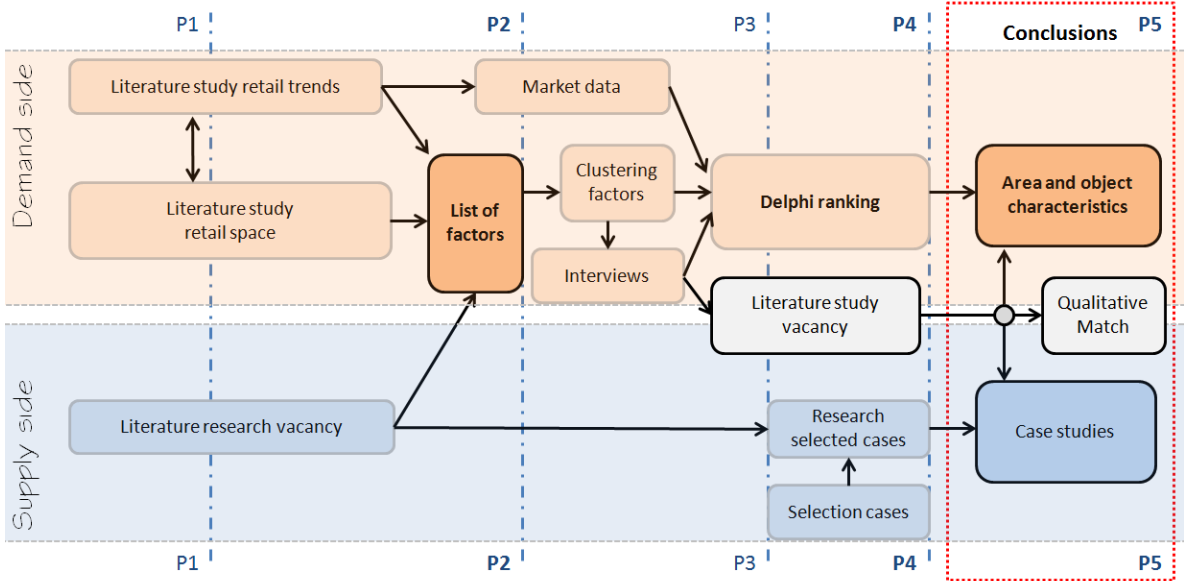 P1
P2
P3
P4
Conclusions
P5
Demand side
Literature study retail trends
Market data
Literature study
retail space
List of
factors
Clustering
factors
Interviews
Delphi ranking
Area and object
characteristics
Literature study
vacancy
Qualitative
Match
Supply side
Literature research vacancy
Research
selected cases
Case studies
Selection cases
P1
P2
P3
P4
P5